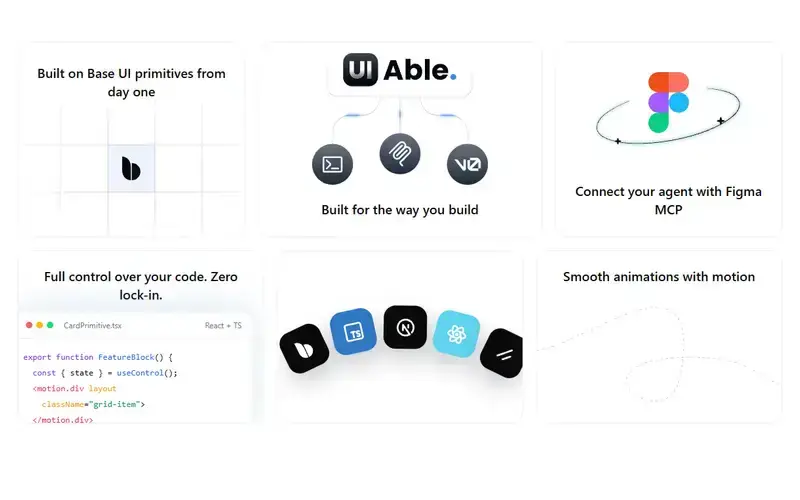 Built on Base UI primitives from
day one
UI Able.
V0
Built for the way you build
Connect your agent with Figma
MCP
Full control over your code. Zero
lock-in.
CardPrimitive.tsx
React + TS
export function FeatureBlock() {
const { state } = useControl();
<motion.div layout
className="grid-item">
</motion.div>
TS
N
Smooth animations with motion